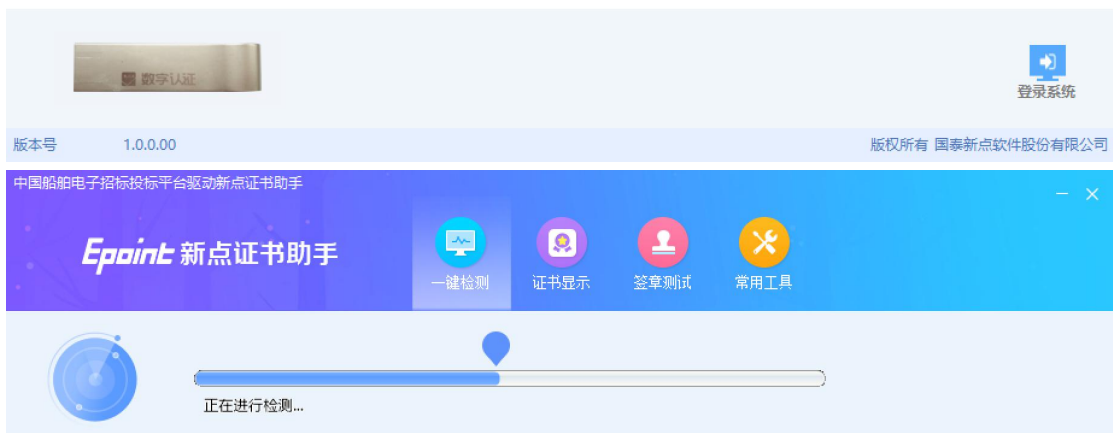 数字认证
登录系统
版本号 1.0.0.00 版权所有 国泰新点软件股份有限公司
中国船舶电子招标投标平台驱动新点证书助手
Epoint 新点证书助手
一键检测 证书显示 签章测试 常用工具
正在进行检测...